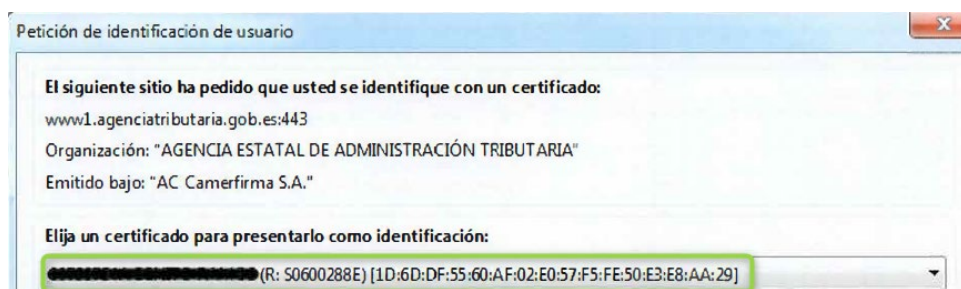 Petición de identificación de usuario
El siguiente sitio ha pedido que usted se identifique con un certificado:
www1.agenciatributaria.gob.es:443
Organización: "AGENCIA ESTATAL DE ADMINISTRACIÓN TRIBUTARIA"
Emitido bajo: "AC Camerfirma S.A."
Elija un certificado para presentarlo como identificación:
(R: S0600288E) [1D:6D:DF:55:60:AF:02:E0:57:F5:FE:50:E3:E8:AA:29]